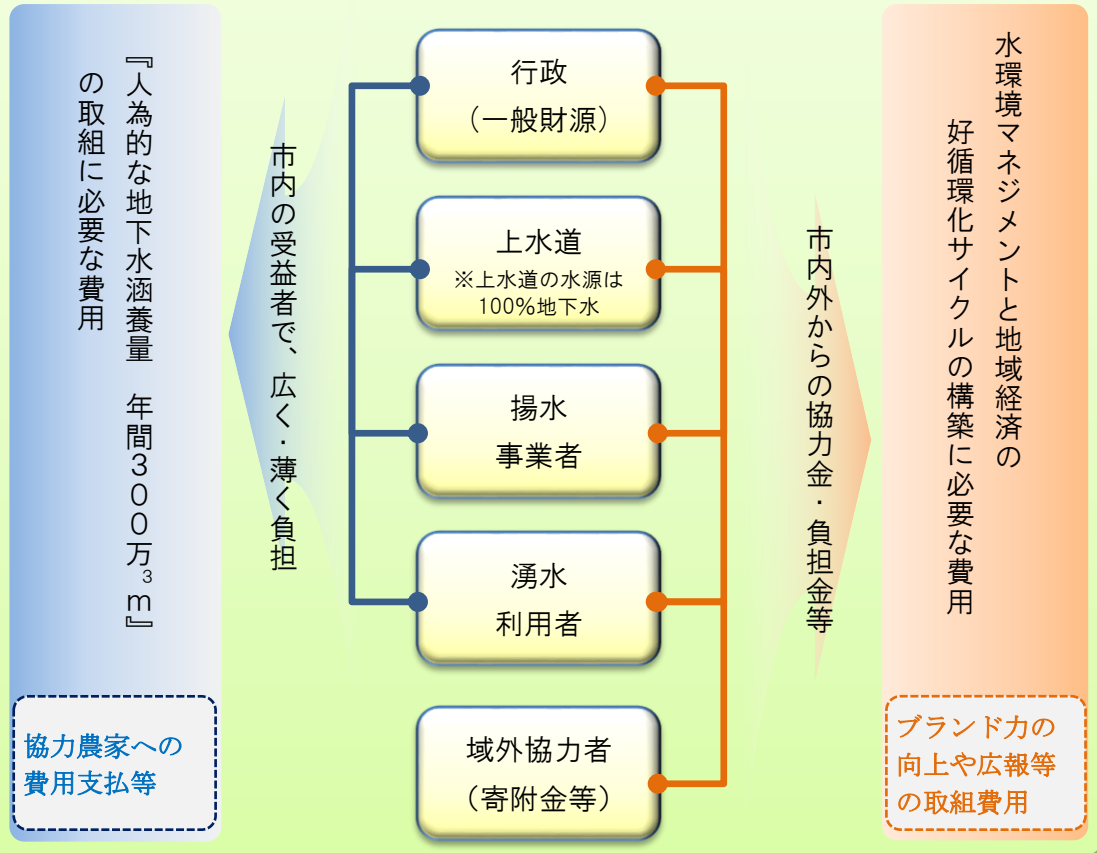 『人為的な地下水涵養量　年間３００万㎥』
の取組に必要な費用
協力農家への
費用支払等
市内の受益者で、広く・薄く負担
行政
（一般財源）
上水道
※上水道の水源は
100%地下水
揚水
事業者
湧水
利用者
域外協力者
（寄附金等）
市内外からの協力金・負担金等
水環境マネジメントと地域経済の
好循環化サイクルの構築に必要な費用
ブランド力の
向上や広報等
の取組費用